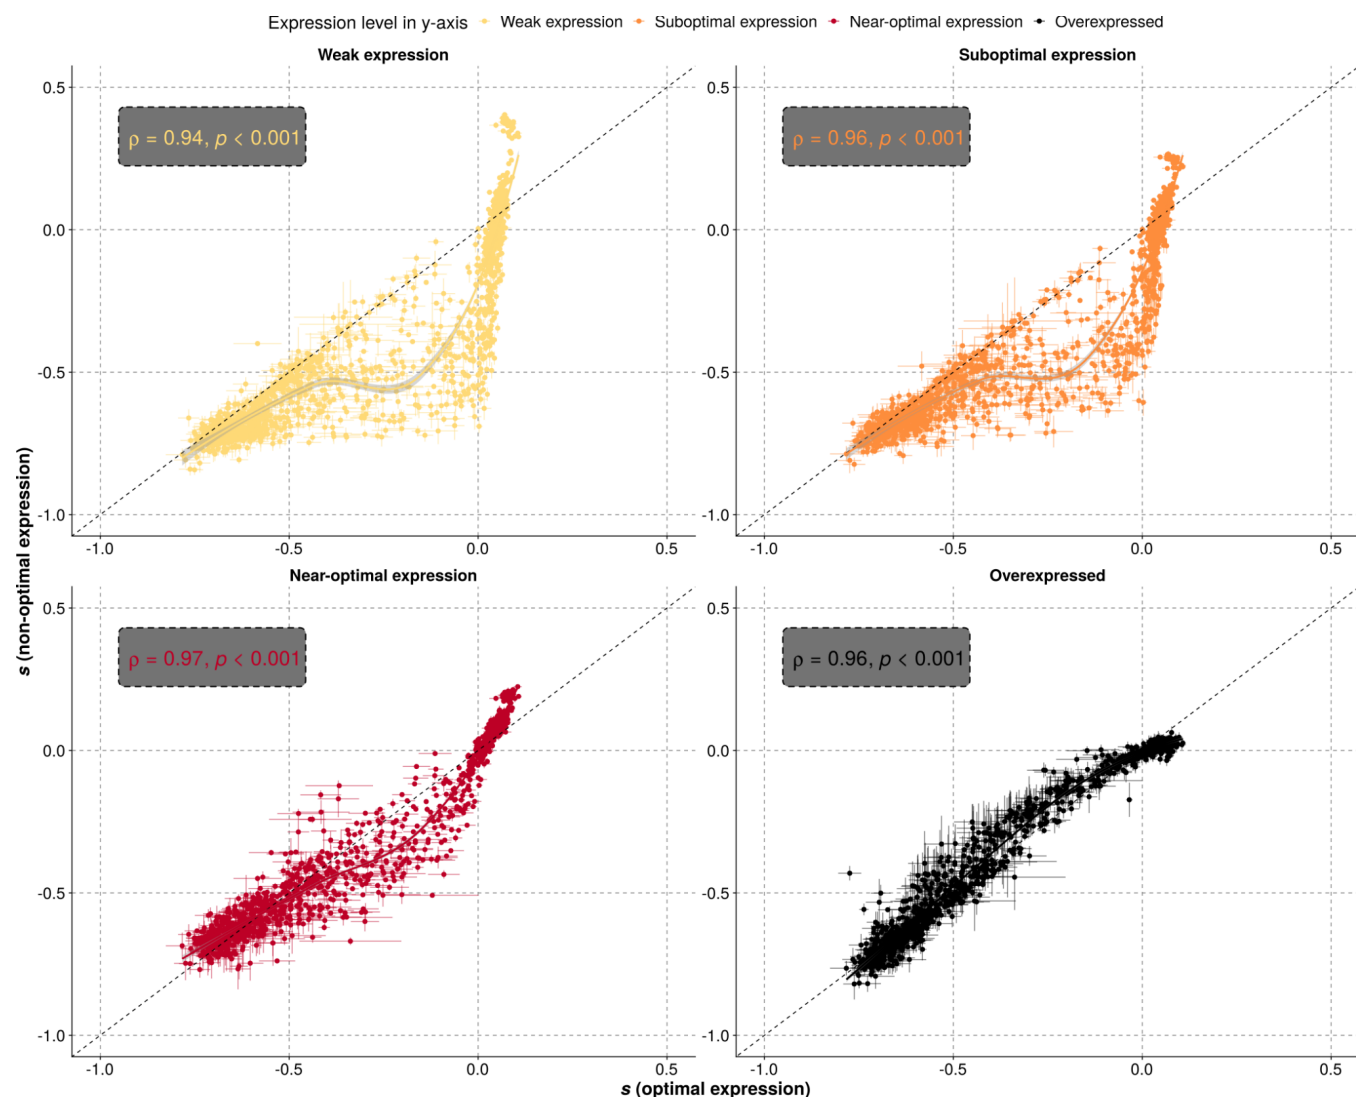 Expression level in y-axis Weak expression Suboptimal expression Near-optimal expression Overexpressed
Weak expression
Suboptimal expression
0.5
0.0
-0.5
-1.0
ρ = 0.94, p < 0.001
-1.0 -0.5 0.0 0.5
0.5
0.0
-0.5
-1.0
ρ = 0.96, p < 0.001
-1.0 -0.5 0.0 0.5
s (non-optimal expression)
Near-optimal expression
Overexpressed
0.5
0.0
-0.5
-1.0
ρ = 0.97, p < 0.001
-1.0 -0.5 0.0 0.5
0.5
0.0
-0.5
-1.0
ρ = 0.96, p < 0.001
-1.0 -0.5 0.0 0.5
s (optimal expression)